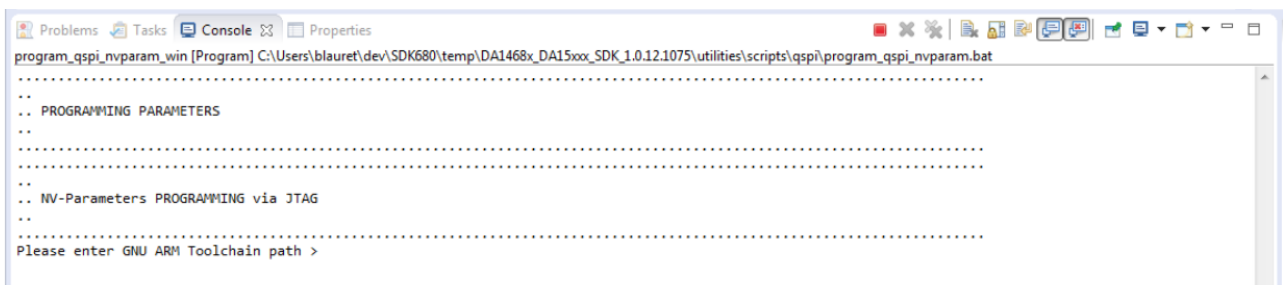 Problems Tasks Console Properties
program_qspi_nvparam_win [Program] C:\Users\blauret\dev\SDK680\temp\DA1468x_DA15xxx_SDK_1.0.12.1075\utilities\scripts\qspi\program_qspi_nvparam.bat
........................................................................................................................
..
.. PROGRAMMING PARAMETERS
..
........................................................................................................................
........................................................................................................................
..
.. NV-Parameters PROGRAMMING via JTAG
..
........................................................................................................................
Please enter GNU ARM Toolchain path >